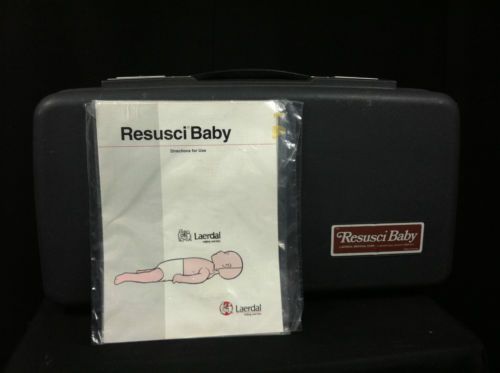 Resusci Baby
Directions for Use
Laerdal
Laerdal
Resusci Baby